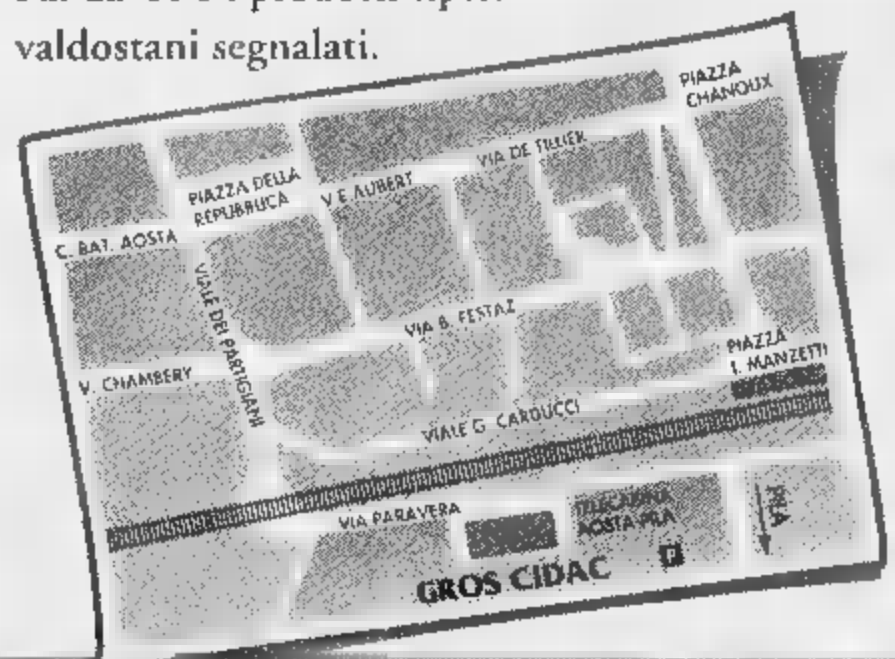 valdostani segnalati.
PIAZZA
CHANOUX
VIA DE TILLIER
PIAZZA DELLA
REPUBBLICA
V. E. AUBERT
C. BAT. AOSTA
VIALE DEI PARTIGIANI
VIA B. FESTAZ
PIAZZA
I. MANZETTI
V. CHAMBERY
VIALE G. CARDUCCI
VIA PARAVERA
TELECABINA
AOSTA PILA
PILA
P
GROS CIDAC